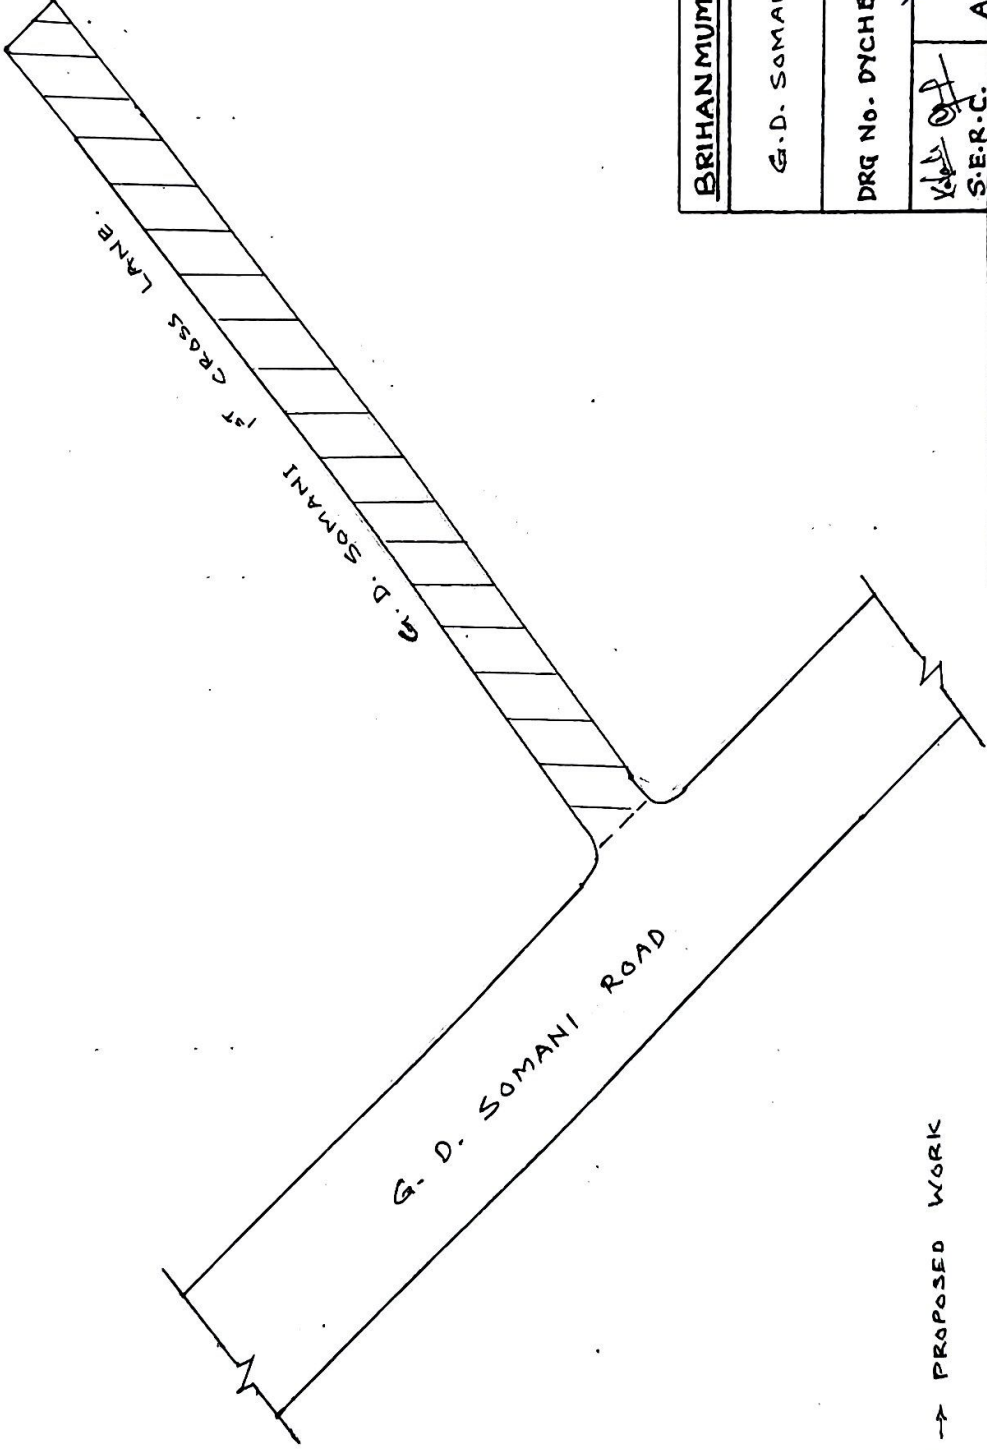 G. D. SOMANI 1ST CROSS LANE.
G. D. SOMANI ROAD
→ PROPOSED WORK
BRIHANMUM
G. D. SOMA
DRG No. DYCHE
S.E.R.C.
A